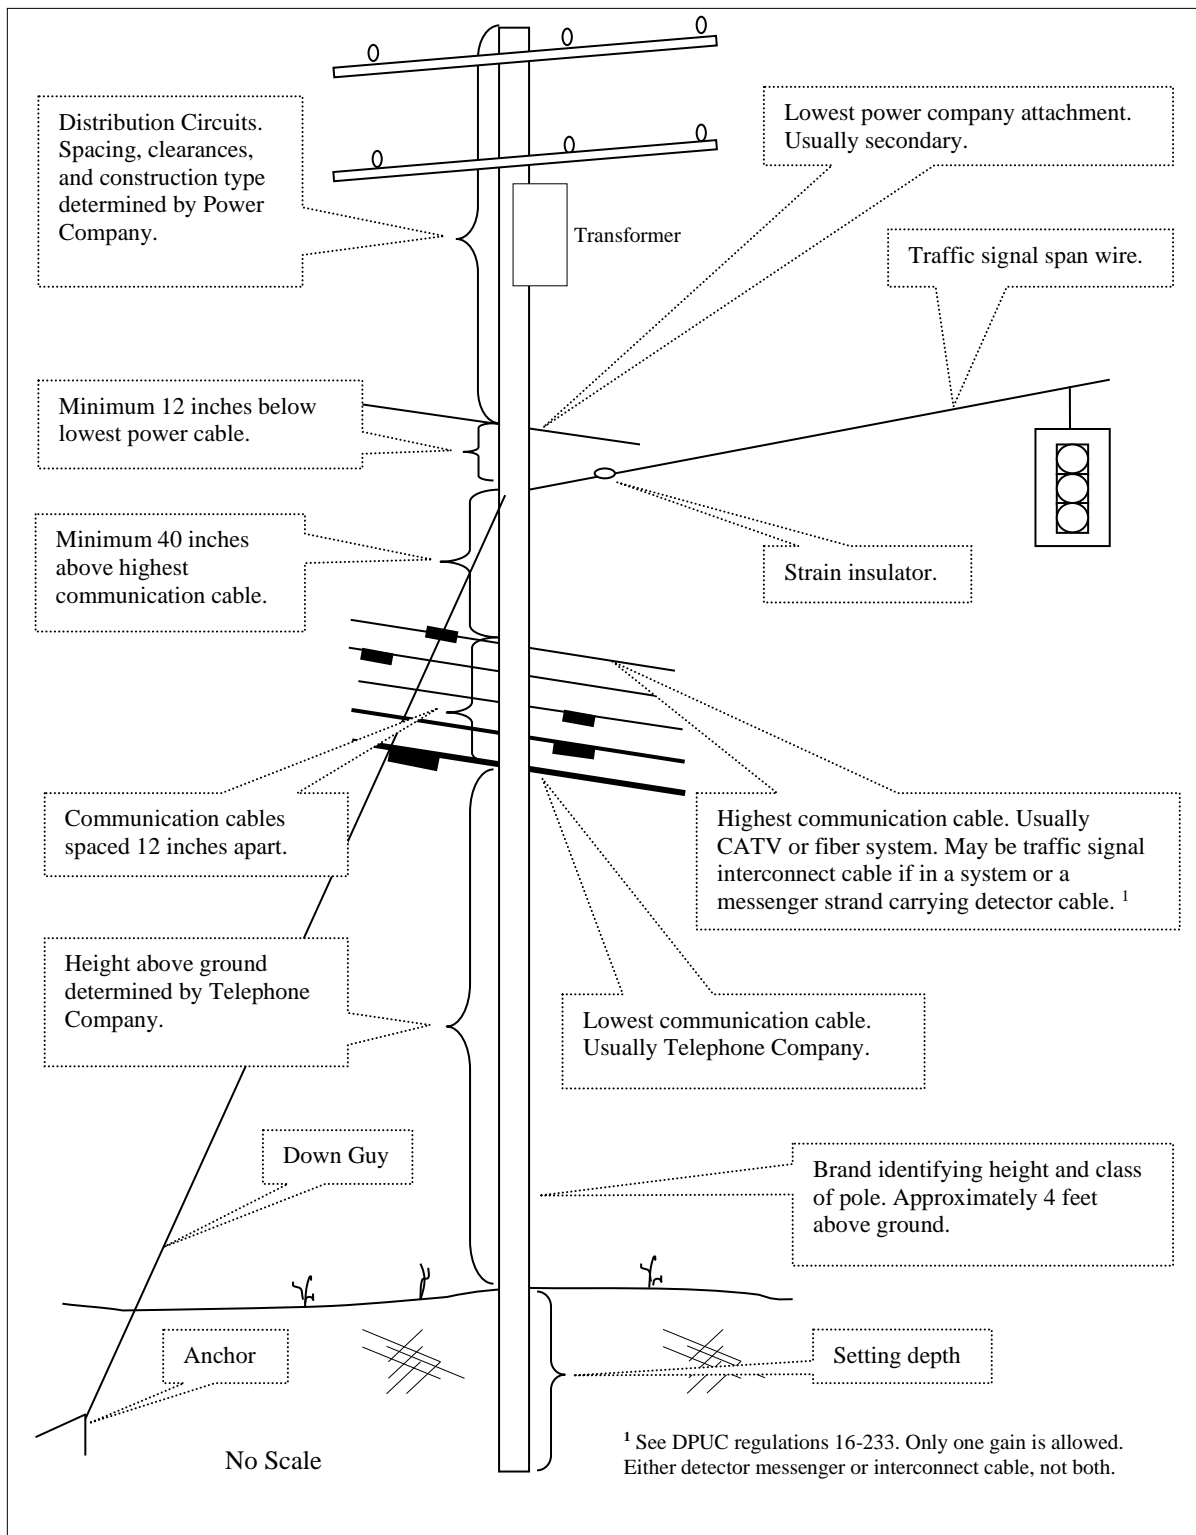 Distribution Circuits.
Spacing, clearances,
and construction type
determined by Power
Company.
Lowest power company attachment.
Usually secondary.
Transformer
Traffic signal span wire.
Minimum 12 inches below
lowest power cable.
Minimum 40 inches
above highest
communication cable.
Strain insulator.
Communication cables
spaced 12 inches apart.
Highest communication cable. Usually
CATV or fiber system. May be traffic signal
interconnect cable if in a system or a
messenger strand carrying detector cable. 1
Height above ground
determined by Telephone
Company.
Lowest communication cable.
Usually Telephone Company.
Down Guy
Brand identifying height and class
of pole. Approximately 4 feet
above ground.
Anchor
Setting depth
No Scale
1 See DPUC regulations 16-233. Only one gain is allowed.
Either detector messenger or interconnect cable, not both.